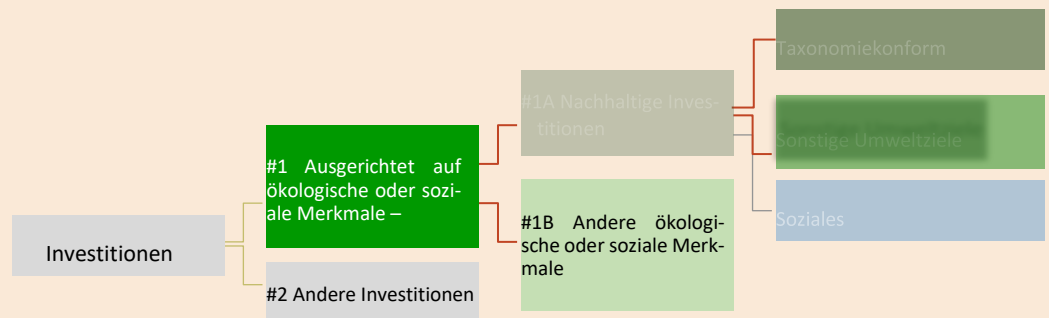 Investitionen
#1 Ausgerichtet auf
ökologische oder sozi-
ale Merkmale –
#2 Andere Investitionen
#1A Nachhaltige Inves-
titionen
#1B Andere ökologi-
sche oder soziale Merk-
male
Taxonomiekonform
Sonstige Umweltziele
Soziales